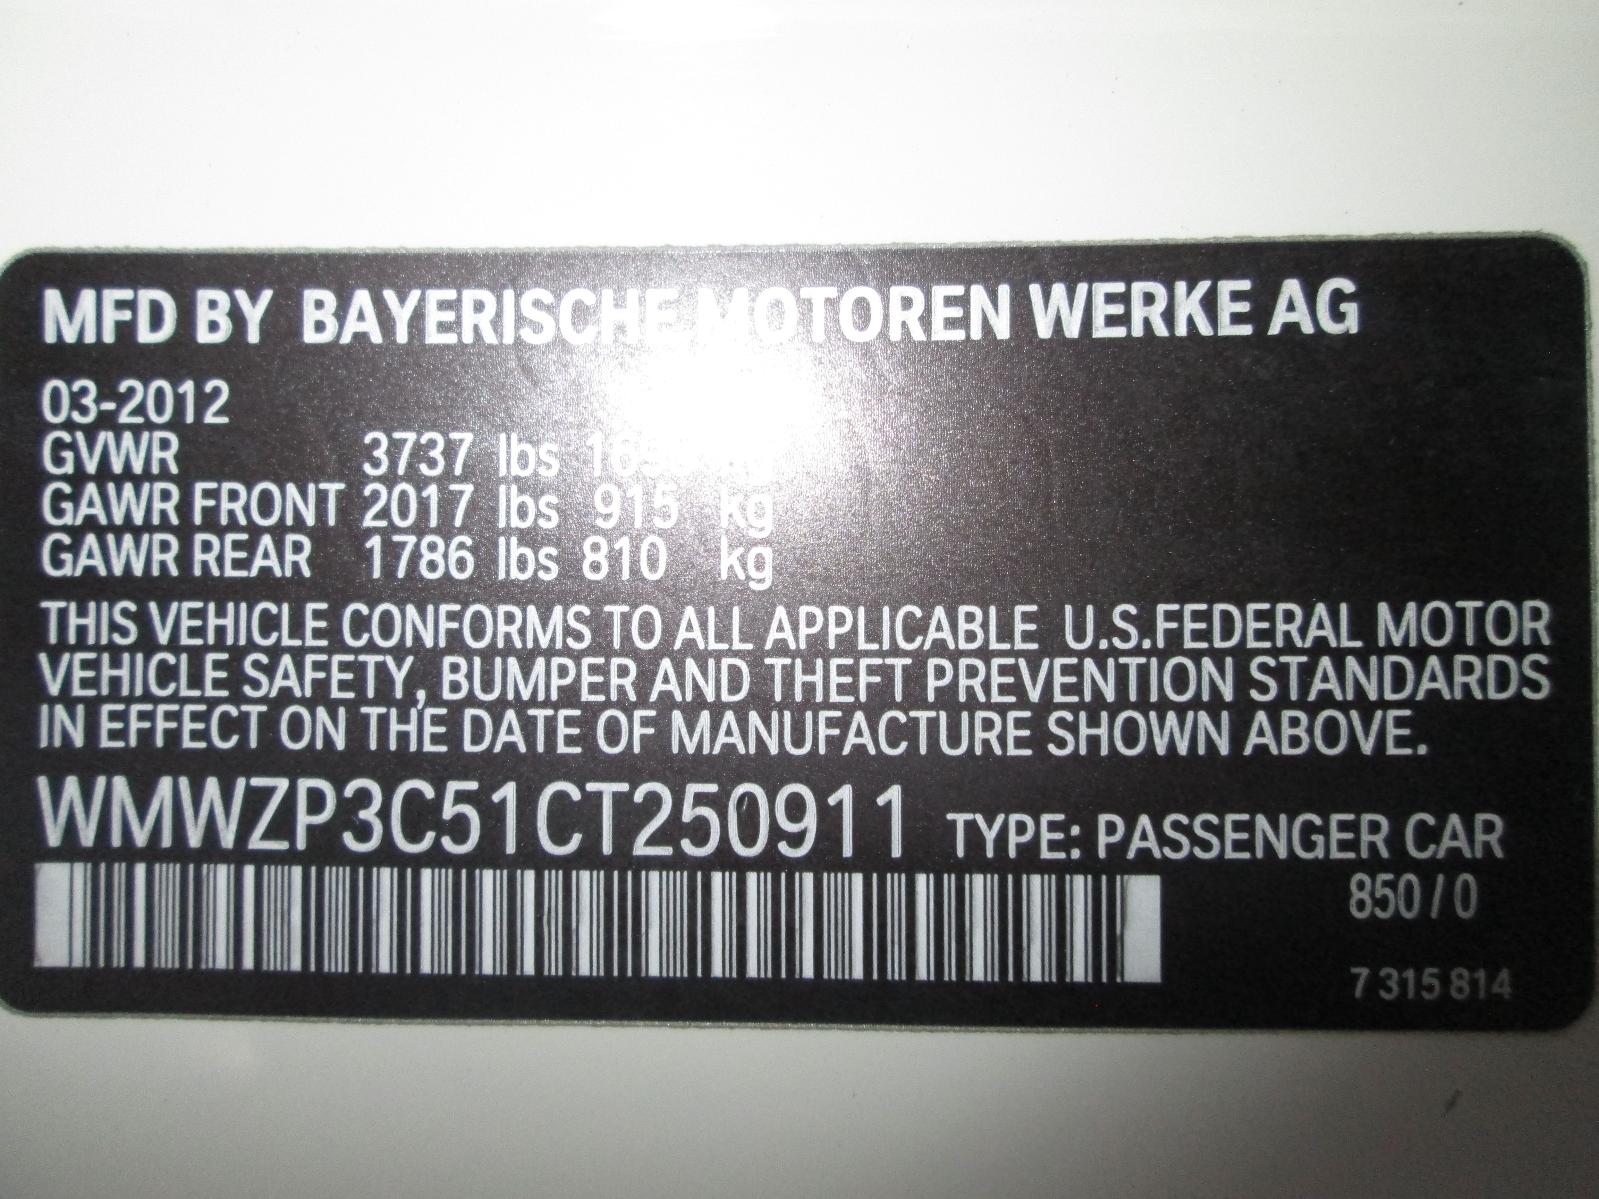 MFD BY BAYERISCHE MOTOREN WERKE AG
03-2012
GVWR 3737 lbs kg
GAWR FRONT 2017 lbs 915 kg
GAWR REAR 1786 lbs 810 kg
THIS VEHICLE CONFORMS TO ALL APPLICABLE U.S.FEDERAL MOTOR
VEHICLE SAFETY, BUMPER AND THEFT PREVENTION STANDARDS
IN EFFECT ON THE DATE OF MANUFACTURE SHOWN ABOVE.
WMWZP3C51CT250911 TYPE: PASSENGER CAR
850/0
7 315 814